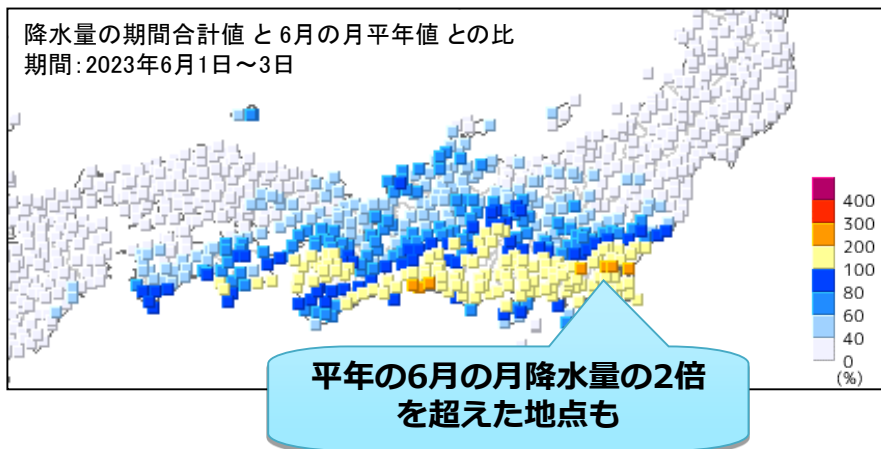 降水量の期間合計値 と 6月の月平年値 との比
期間：2023年6月1日～3日
400
300
200
100
80
60
40
0
(%)
平年の6月の月降水量の2倍
を超えた地点も